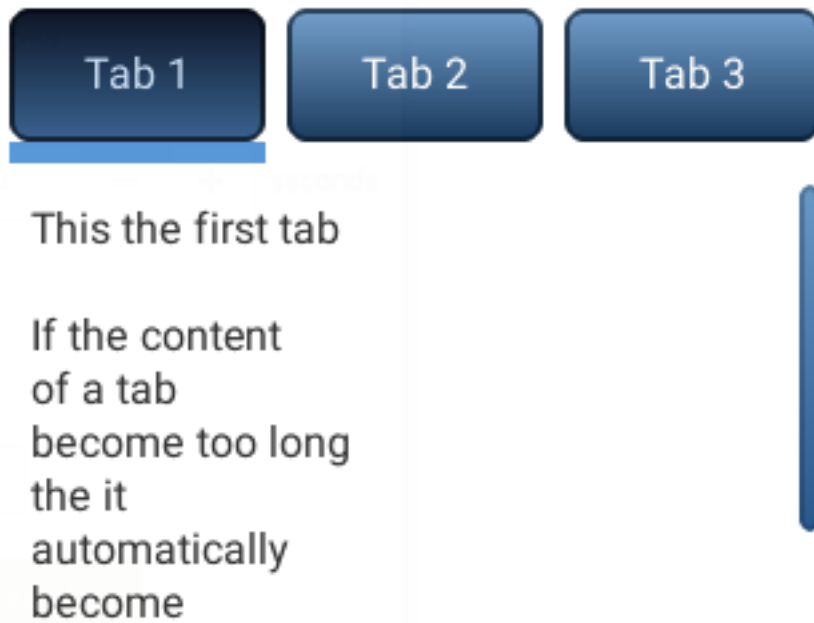 Tab 1 Tab 2 Tab 3
This the first tab
If the content
of a tab
become too long
the it
automatically
become